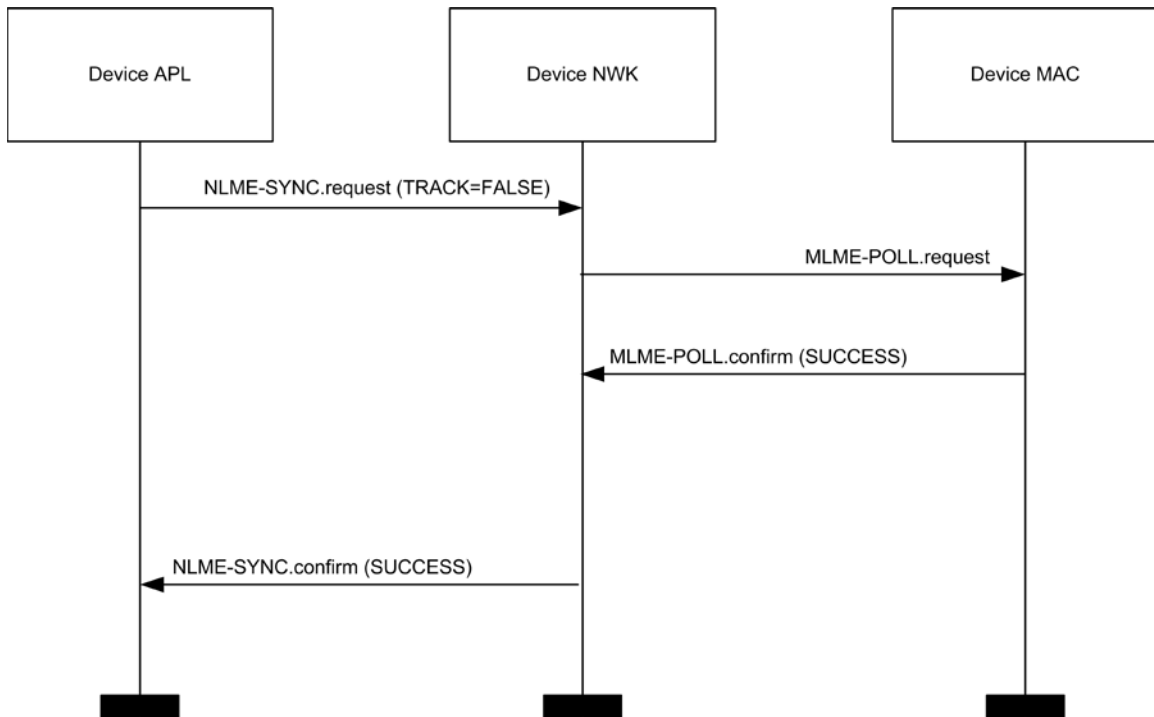 Device APL
Device NWK
Device MAC
NLME-SYNC.request (TRACK=FALSE)
MLME-POLL.request
MLME-POLL.confirm (SUCCESS)
NLME-SYNC.confirm (SUCCESS)